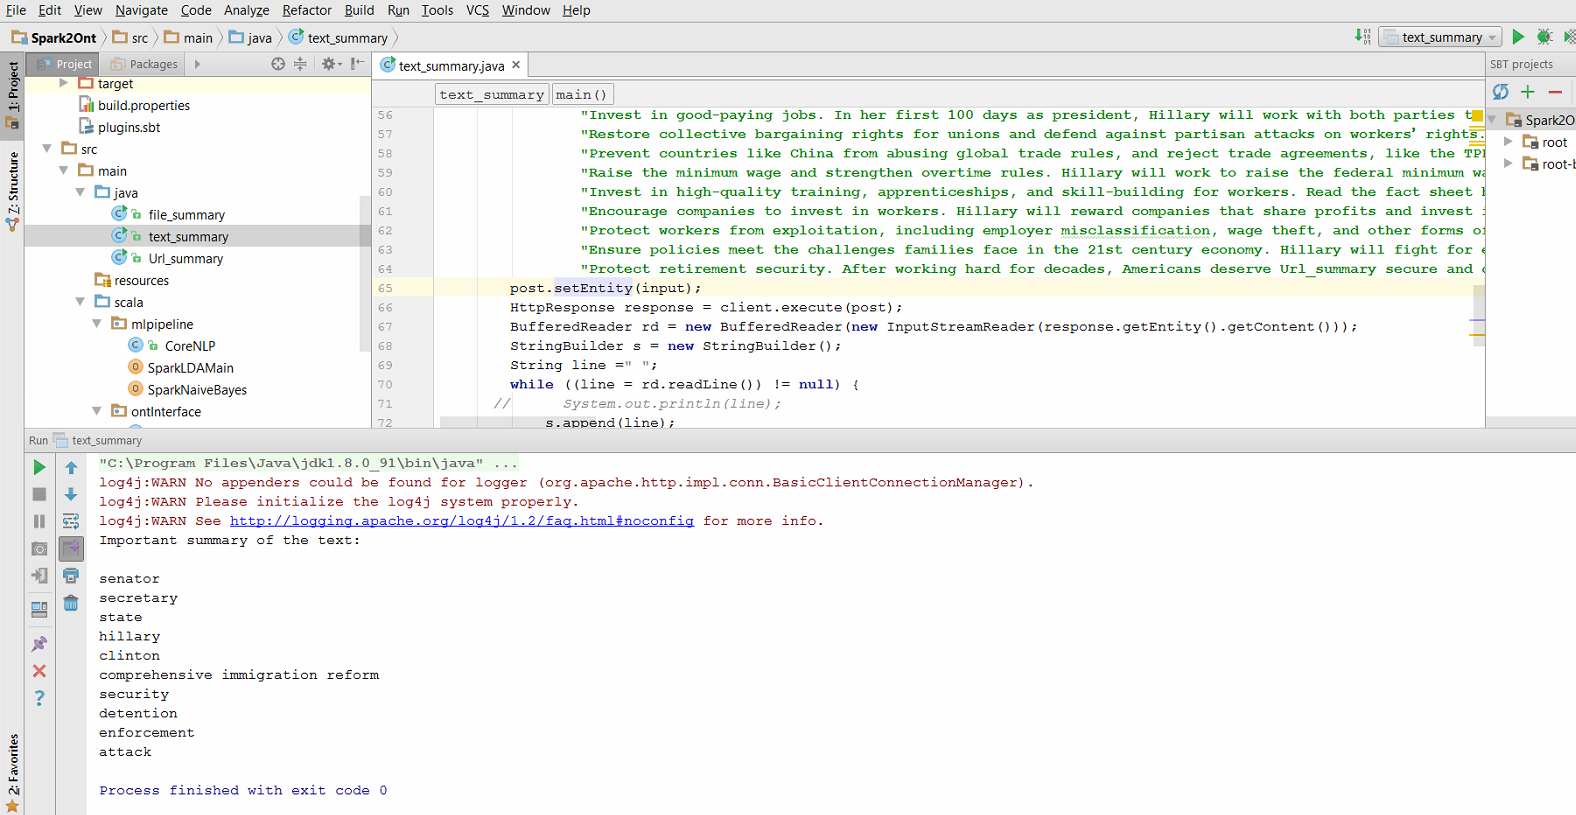 File Edit View Navigate Code Analyze Refactor Build Run Tools VCS Window Help
Spark2Ont src main java text_summary
text_summary
1: Project
Project Packages
text_summary.java
SBT projects
text_summary main()
target
build.properties
plugins.sbt
src
main
java
file_summary
text_summary
Url_summary
resources
scala
mlpipeline
CoreNLP
SparkLDAMain
SparkNaiveBayes
ontInterface
7: Structure
56 "Invest in good-paying jobs. In her first 100 days as president, Hillary will work with both parties t
57 "Restore collective bargaining rights for unions and defend against partisan attacks on workers’ rights.
58 "Prevent countries like China from abusing global trade rules, and reject trade agreements, like the TPP
59 "Raise the minimum wage and strengthen overtime rules. Hillary will work to raise the federal minimum wa
60 "Invest in high-quality training, apprenticeships, and skill-building for workers. Read the fact sheet h
61 "Encourage companies to invest in workers. Hillary will reward companies that share profits and invest i
62 "Protect workers from exploitation, including employer misclassification, wage theft, and other forms o
63 "Ensure policies meet the challenges families face in the 21st century economy. Hillary will fight for e
64 "Protect retirement security. After working hard for decades, Americans deserve Url_summary secure and c
65 post.setEntity(input);
66 HttpResponse response = client.execute(post);
67 BufferedReader rd = new BufferedReader(new InputStreamReader(response.getEntity().getContent()));
68 StringBuilder s = new StringBuilder();
69 String line =" ";
70 while ((line = rd.readLine()) != null) {
71 // System.out.println(line);
72 s.append(line);
Spark2O
root
root-b
Run text_summary
"C:\Program Files\Java\jdk1.8.0_91\bin\java" ...
log4j:WARN No appenders could be found for logger (org.apache.http.impl.conn.BasicClientConnectionManager).
log4j:WARN Please initialize the log4j system properly.
log4j:WARN See http://logging.apache.org/log4j/1.2/faq.html#noconfig for more info.
Important summary of the text:
senator
secretary
state
hillary
clinton
comprehensive immigration reform
security
detention
enforcement
attack
Process finished with exit code 0
2: Favorites